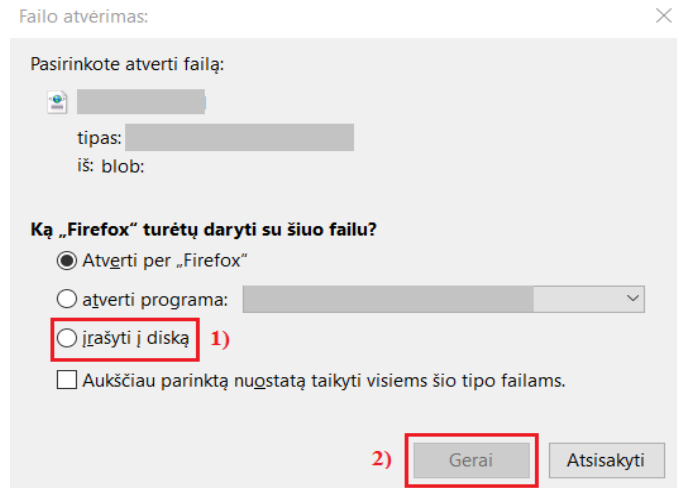 Failo atvėrimas:
Pasirinkote atverti failą:
tipas:
iš: blob:
Ką „Firefox“ turėtų daryti su šiuo failu?
Atverti per „Firefox“
atverti programa:
įrašyti į diską 1)
Aukščiau parinktą nuostatą taikyti visiems šio tipo failams.
2) Gerai Atsisakyti